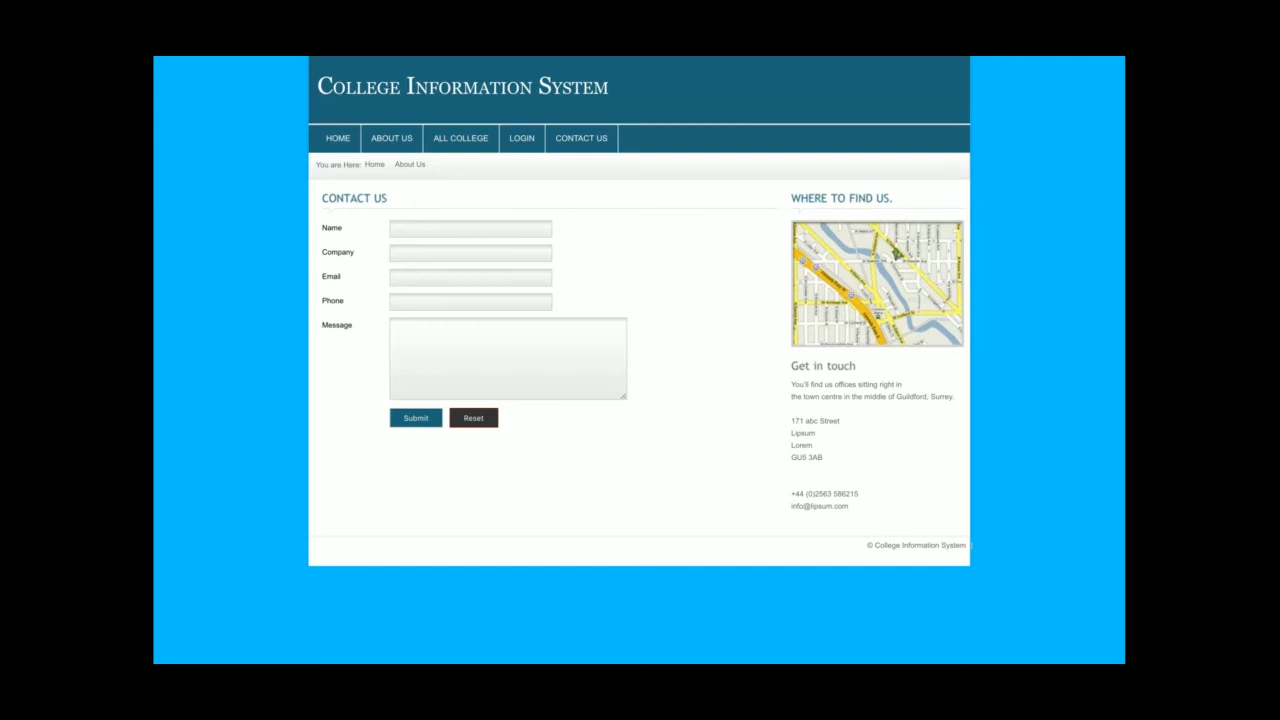 College Information System
HOME ABOUT US ALL COLLEGE LOGIN CONTACT US
You are Here: Home About Us
CONTACT US
Name
Company
Email
Phone
Message
Submit Reset
WHERE TO FIND US.
Get in touch
You'll find us offices sitting right in
the town centre in the middle of Guildford, Surrey.
171 abc Street
Lipsum
Lorem
GU5 3AB
+44 (0)2563 586215
info@lipsum.com
© College Information System